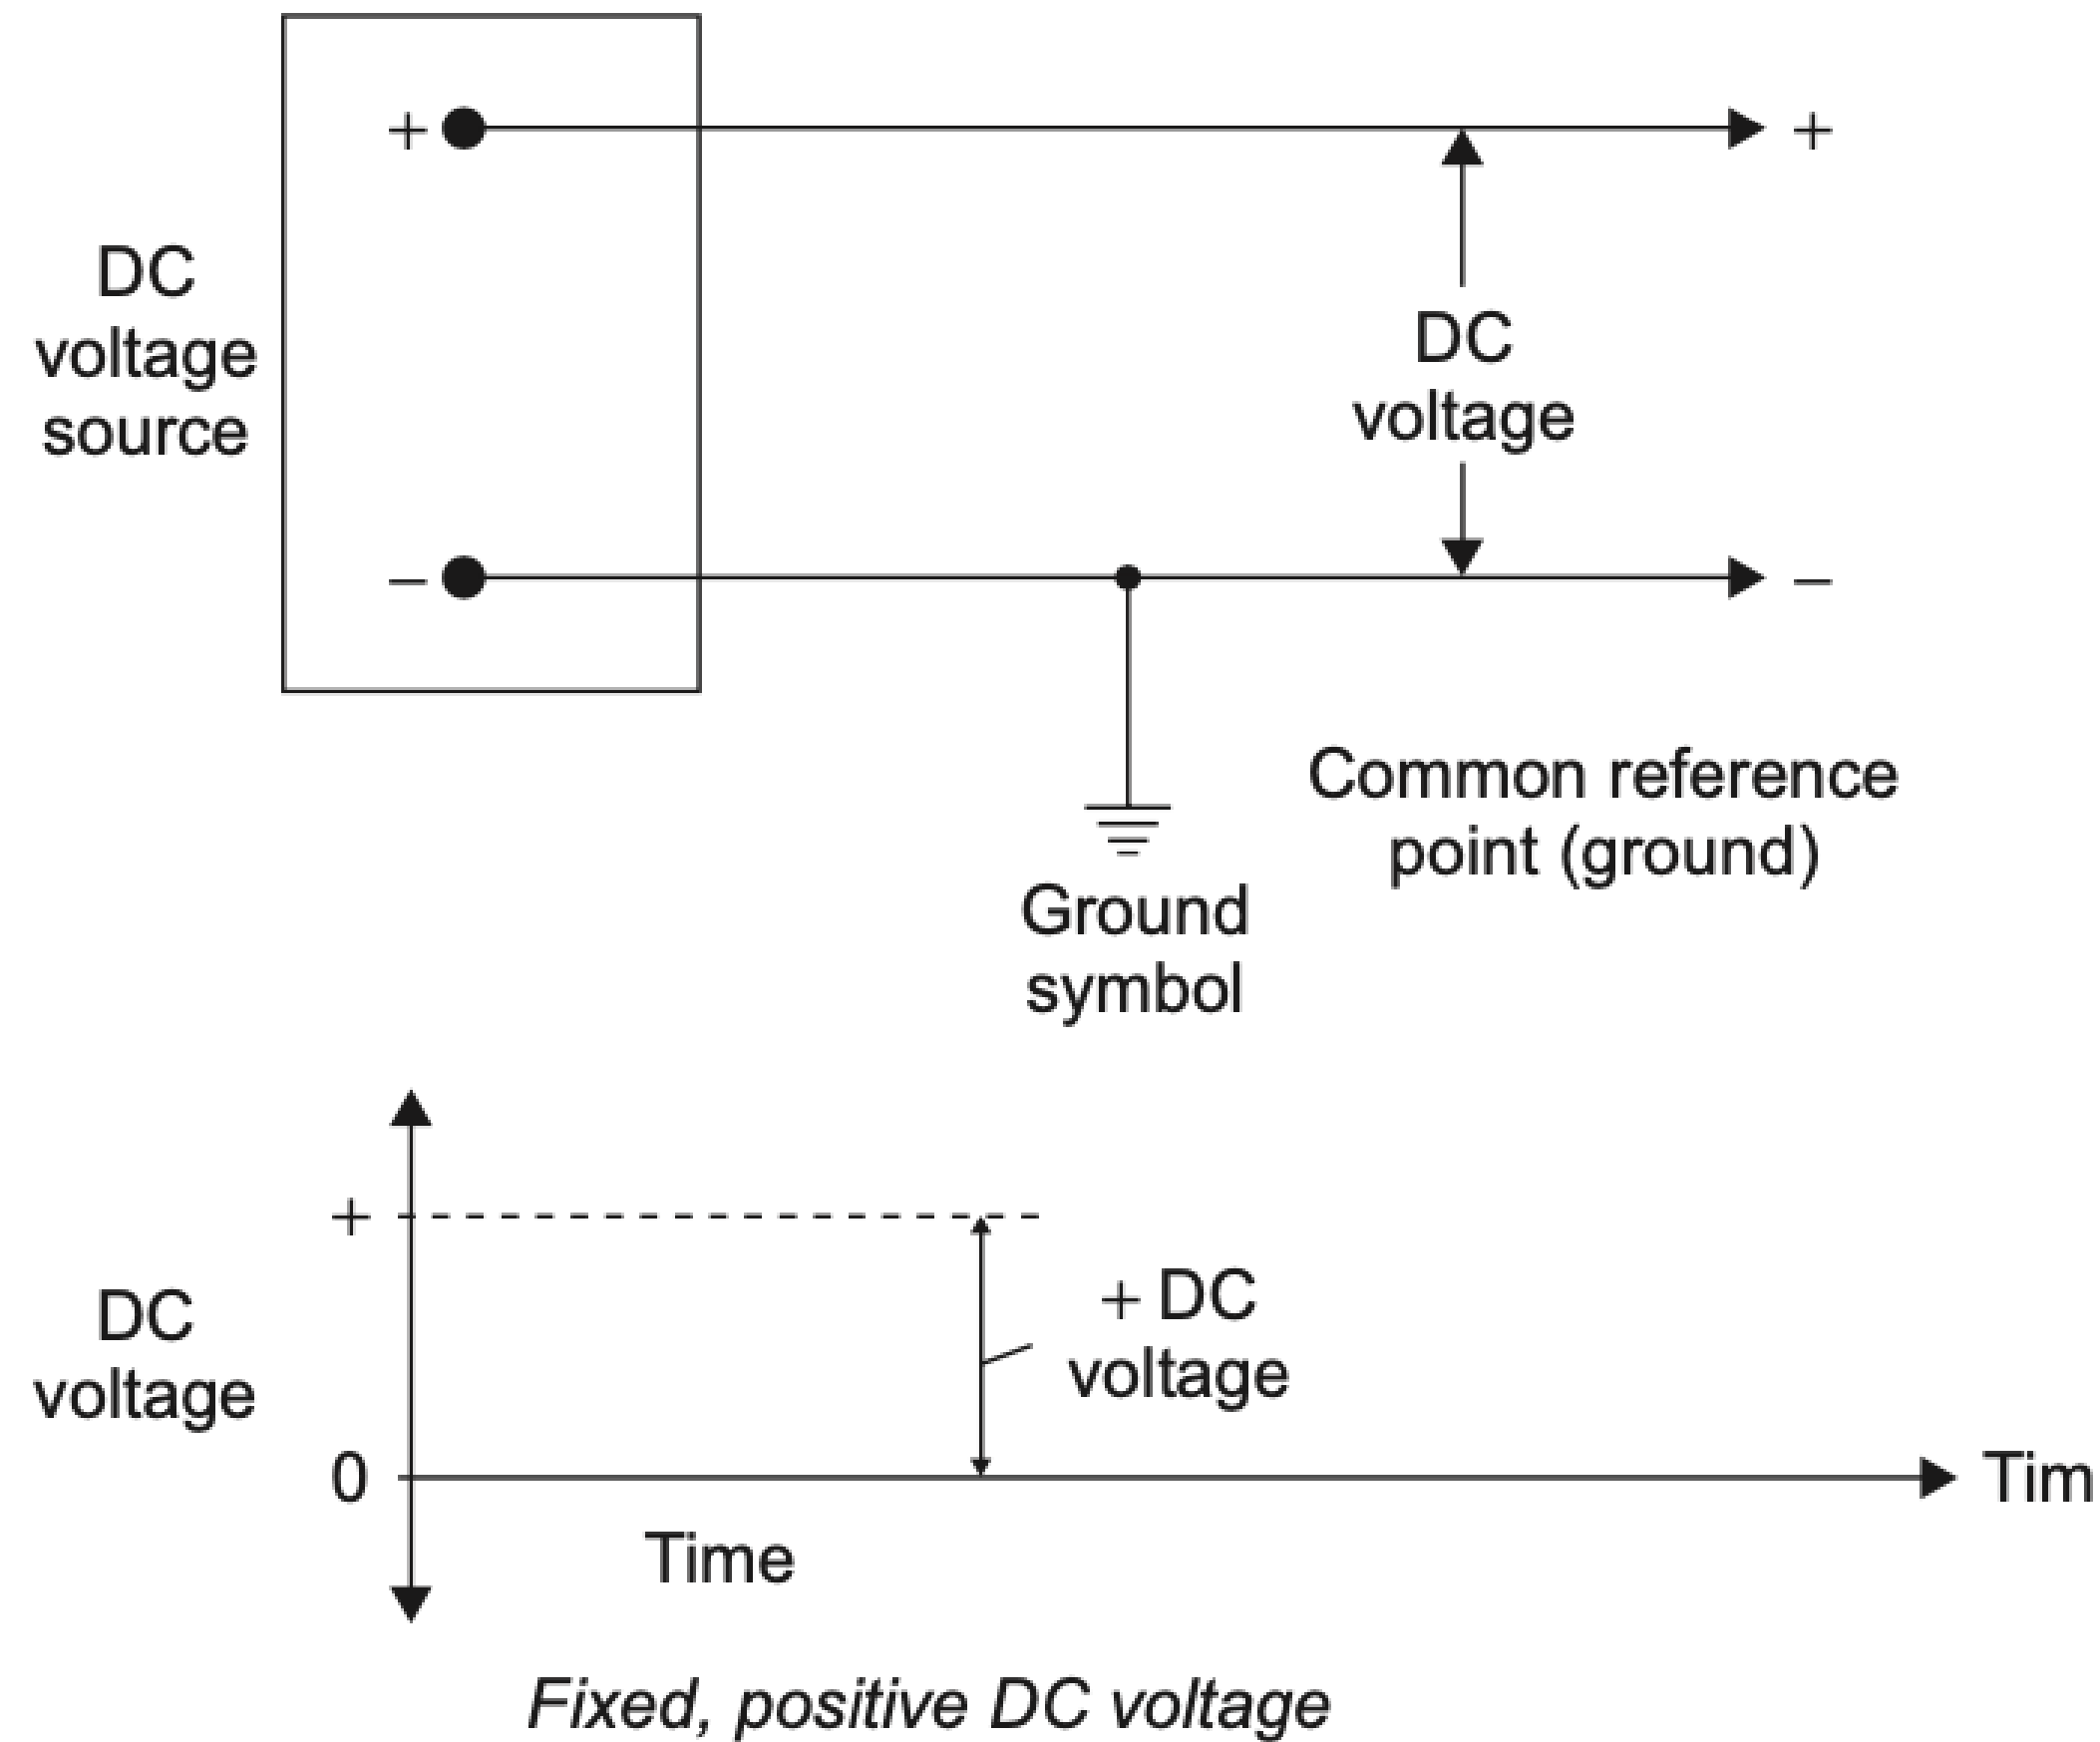 +
+
DC
voltage
source
DC
voltage
–
–
Common reference
point (ground)
Ground
symbol
+
+ DC
voltage
DC
voltage
0
Tim
Time
Fixed, positive DC voltage